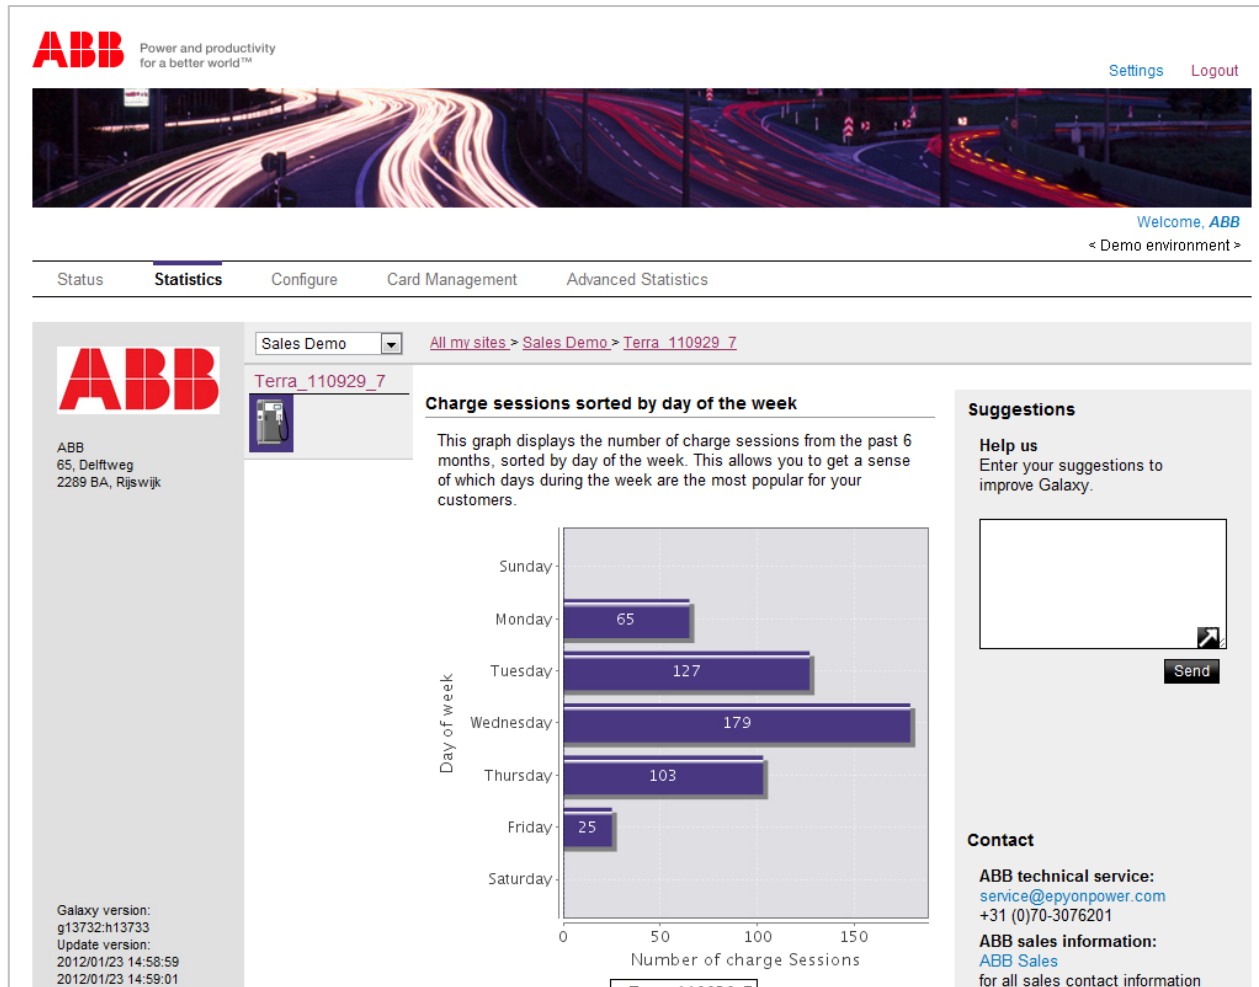 ABB
Power and productivity
for a better world™
Settings Logout
Welcome, ABB
< Demo environment >
Status Statistics Configure Card Management Advanced Statistics
ABB
ABB
65, Delftweg
2289 BA, Rijswijk
Sales Demo
All my sites > Sales Demo > Terra_110929_7
Terra_110929_7
Charge sessions sorted by day of the week
This graph displays the number of charge sessions from the past 6
months, sorted by day of the week. This allows you to get a sense
of which days during the week are the most popular for your
customers.
Day of week
Sunday
Monday 65
Tuesday 127
Wednesday 179
Thursday 103
Friday 25
Saturday
0 50 100 150
Number of charge Sessions
Suggestions
Help us
Enter your suggestions to
improve Galaxy.
Send
Contact
ABB technical service:
service@epyonpower.com
+31 (0)70-3076201
ABB sales information:
ABB Sales
for all sales contact information
Galaxy version:
g13732:h13733
Update version:
2012/01/23 14:58:59
2012/01/23 14:59:01